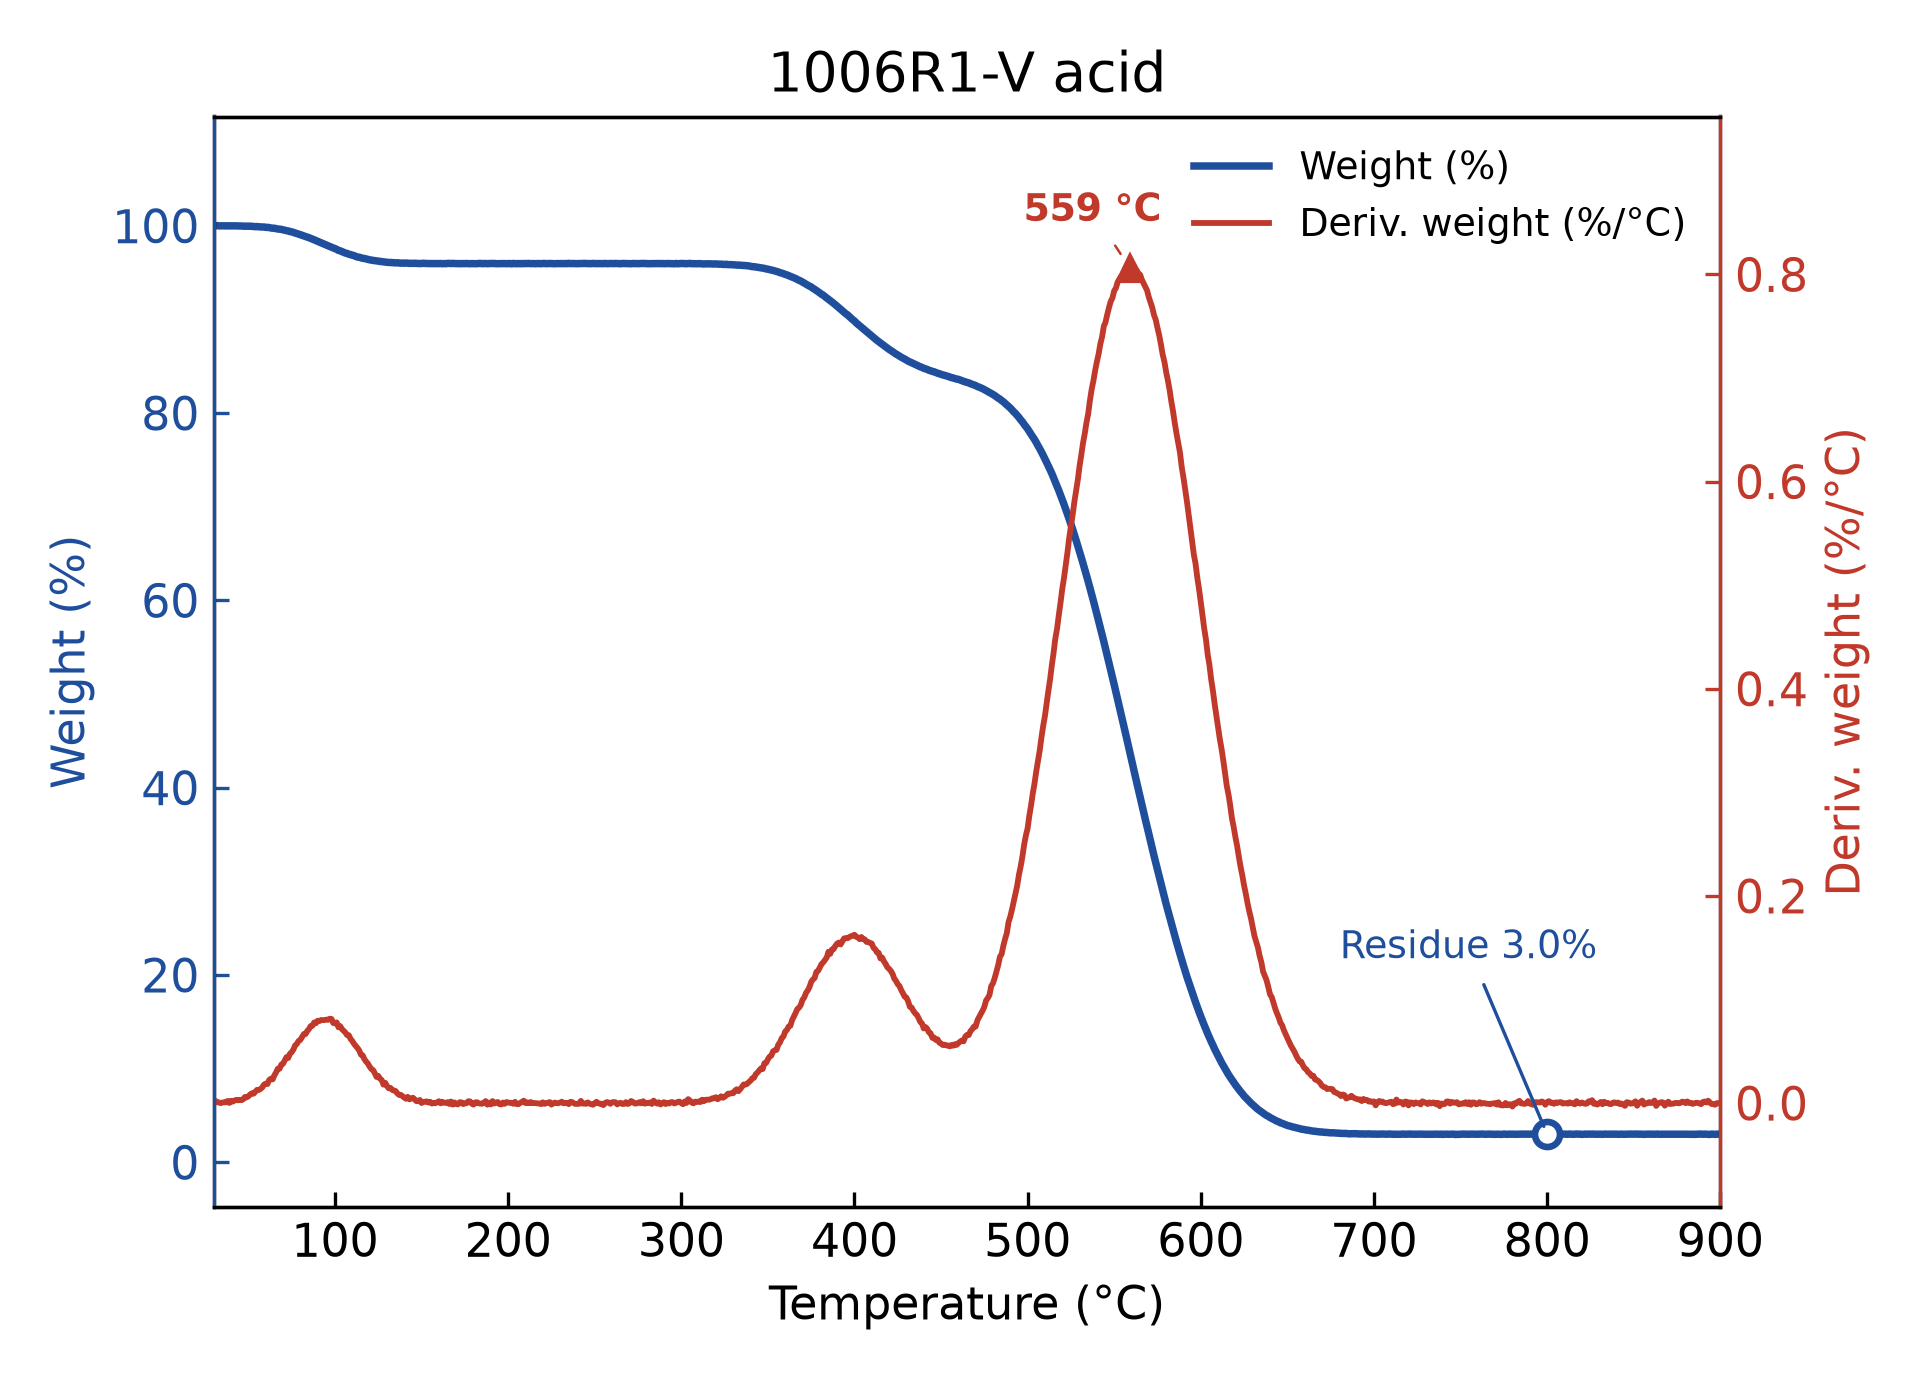 1006R1-V acid
Weight (%)
Deriv. weight (%/°C)
559 °C
100
80
60
40
20
0
Weight (%)
0.8
0.6
0.4
0.2
0.0
Deriv. weight (%/°C)
Residue 3.0%
100 200 300 400 500 600 700 800 900
Temperature (°C)